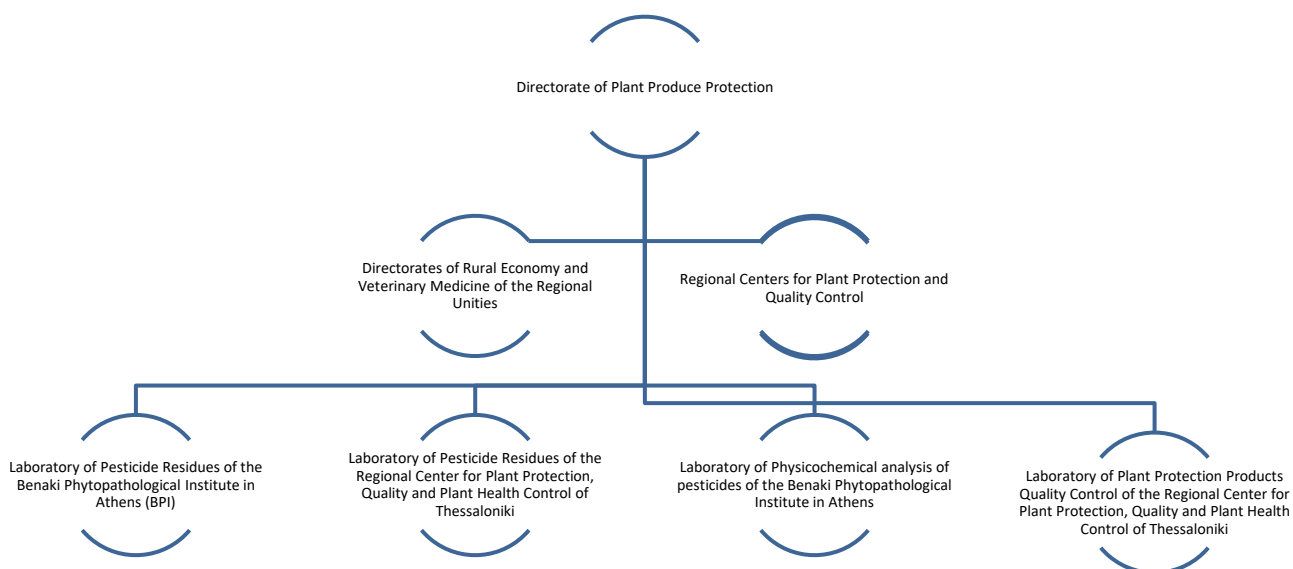 Directorate of Plant Produce Protection
Directorates of Rural Economy and
Veterinary Medicine of the Regional
Unities
Regional Centers for Plant Protection and
Quality Control
Laboratory of Pesticide Residues of the
Benaki Phytopathological Institute in
Athens (BPI)
Laboratory of Pesticide Residues of the
Regional Center for Plant Protection,
Quality and Plant Health Control of
Thessaloniki
Laboratory of Physicochemical analysis of
pesticides of the Benaki Phytopathological
Institute in Athens
Laboratory of Plant Protection Products
Quality Control of the Regional Center for
Plant Protection, Quality and Plant Health
Control of Thessaloniki